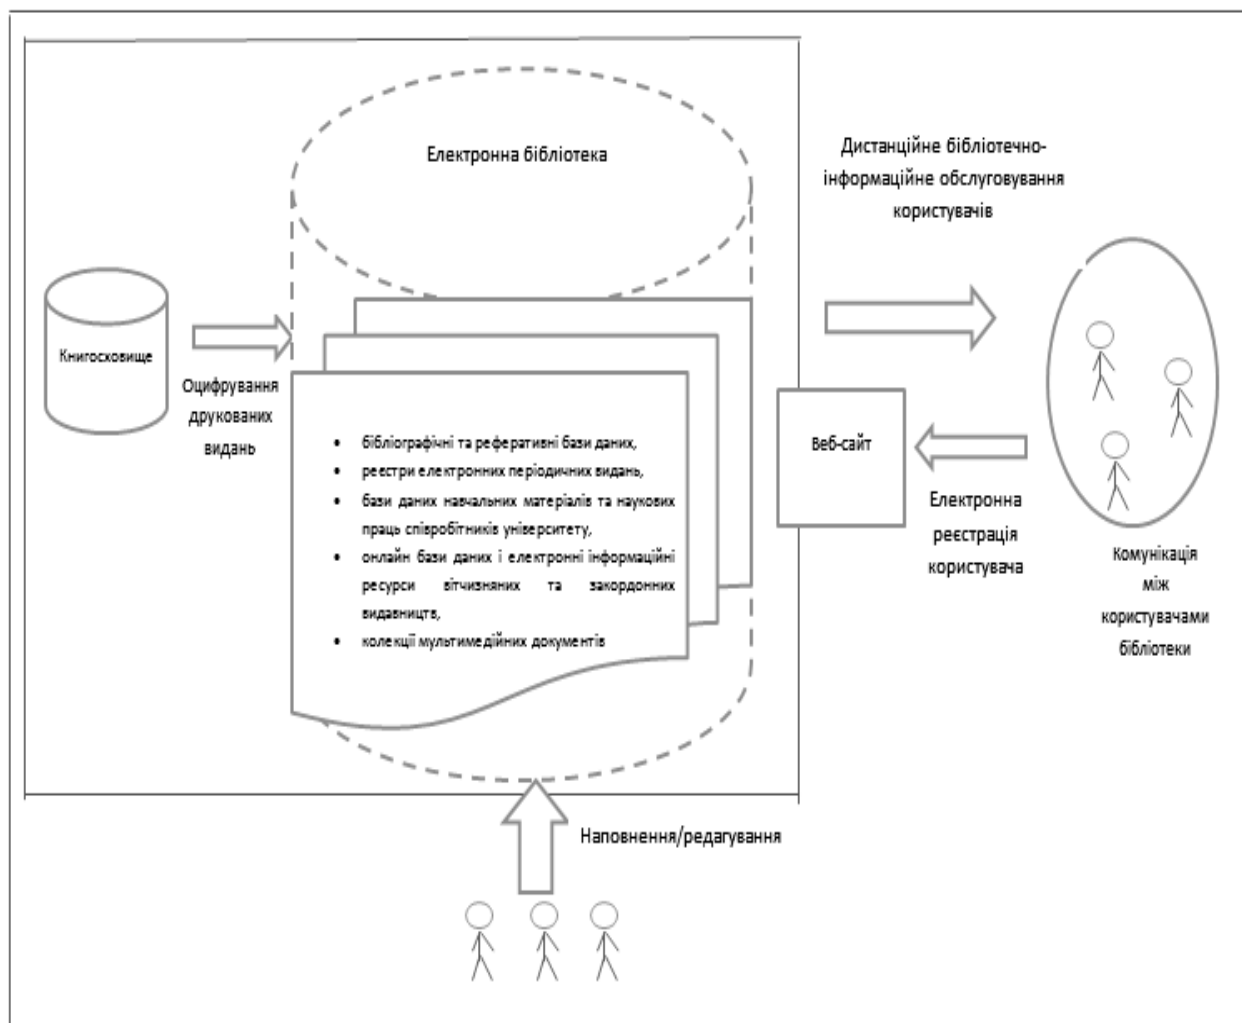 Електронна бібліотека
Дистанційне бібліотечно-
інформаційне обслуговування
користувачів
Книгосховище
Оцифрування
друкованих
видань
• бібліографічні та реферативні бази даних,
• реєстри електронних періодичних видань,
• бази даних навчальних матеріалів та наукових
праць співробітників університету,
• онлайн бази даних і електронні інформаційні
ресурси вітчизняних та закордонних
видавництв,
• колекції мультимедійних документів
Веб-сайт
Електронна
реєстрація
користувача
Комунікація
між
користувачами
бібліотеки
Наповнення/редагування